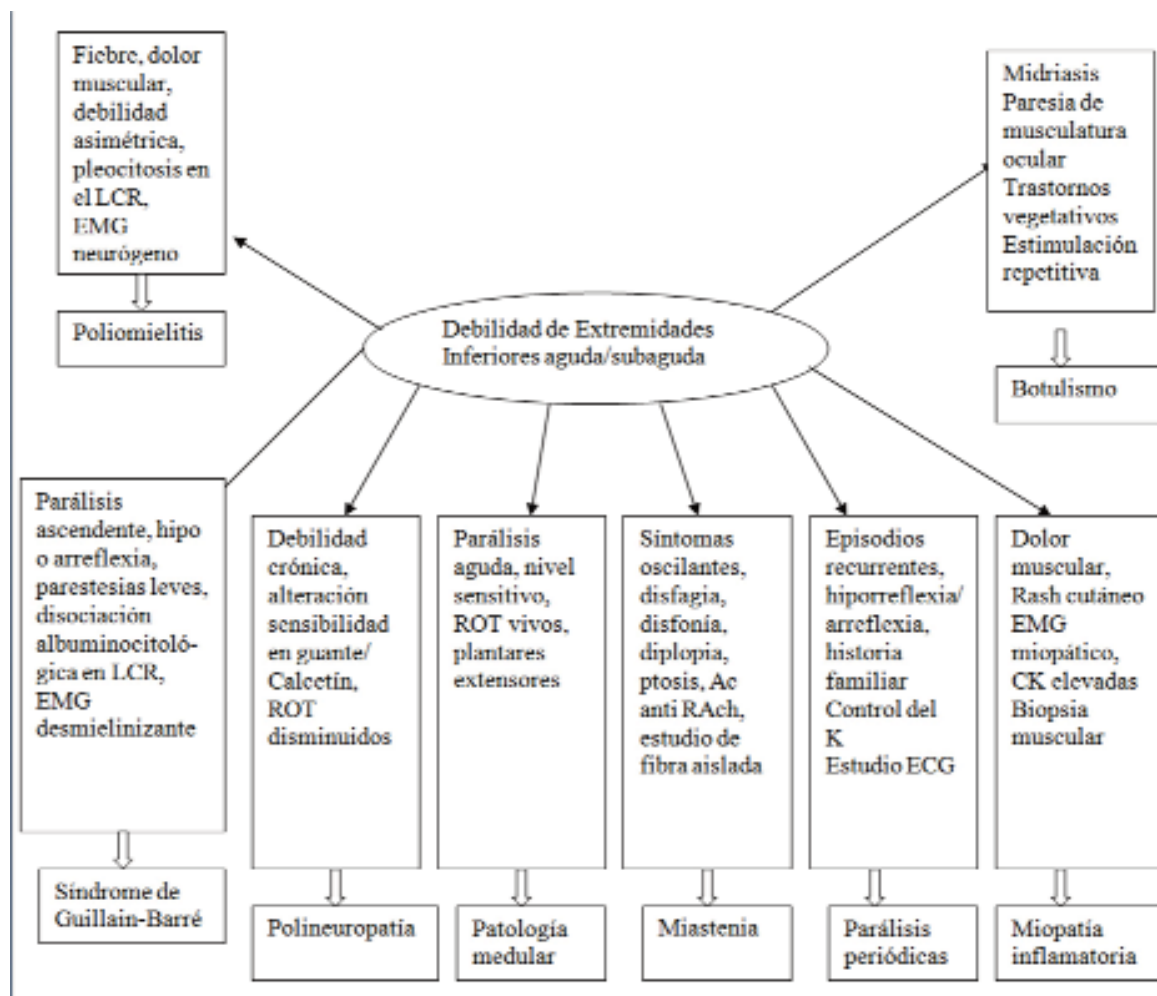 Fiebre, dolor
muscular,
debilidad
asimétrica,
pleocitosis en
el LCR,
EMG
neurógeno
Poliomielitis
Midriasis
Paresia de
musculatura
ocular
Trastornos
vegetativos
Estimulación
repetitiva
Botulismo
Debilidad de Extremidades
Inferiores aguda/subaguda
Parálisis
ascendente, hipo
o arreflexia,
parestesias leves,
disociación
albuminocitoló-
gica en LCR,
EMG
desmielinizante
Síndrome de
Guillain-Barré
Debilidad
crónica,
alteración
sensibilidad
en guante/
Calcetín,
ROT
disminuidos
Polineuropatía
Parálisis
aguda, nivel
sensitivo,
ROT vivos,
plantares
extensores
Patología
medular
Síntomas
oscilantes,
disfagia,
disfonía,
diplopia,
ptosis, Ac
anti RAch,
estudio de
fibra aislada
Miastenia
Episodios
recurrentes,
hiporreflexia/
arreflexia,
historia
familiar
Control del
K
Estudio ECG
Parálisis
periódicas
Dolor
muscular,
Rash cutáneo
EMG
miopático,
CK elevadas
Biopsia
muscular
Miopatía
inflamatoria